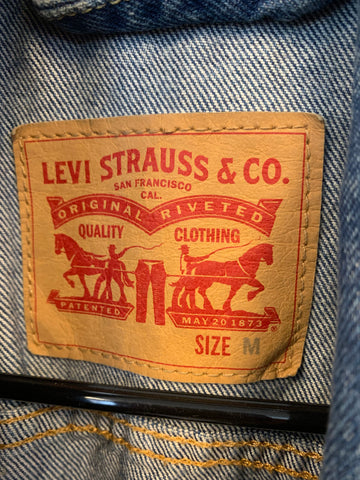 LEVI STRAUSS & CO.
SAN FRANCISCO
CAL.
ORIGINAL RIVETED
QUALITY CLOTHING
PATENTED
MAY 20 1873
®
SIZE M